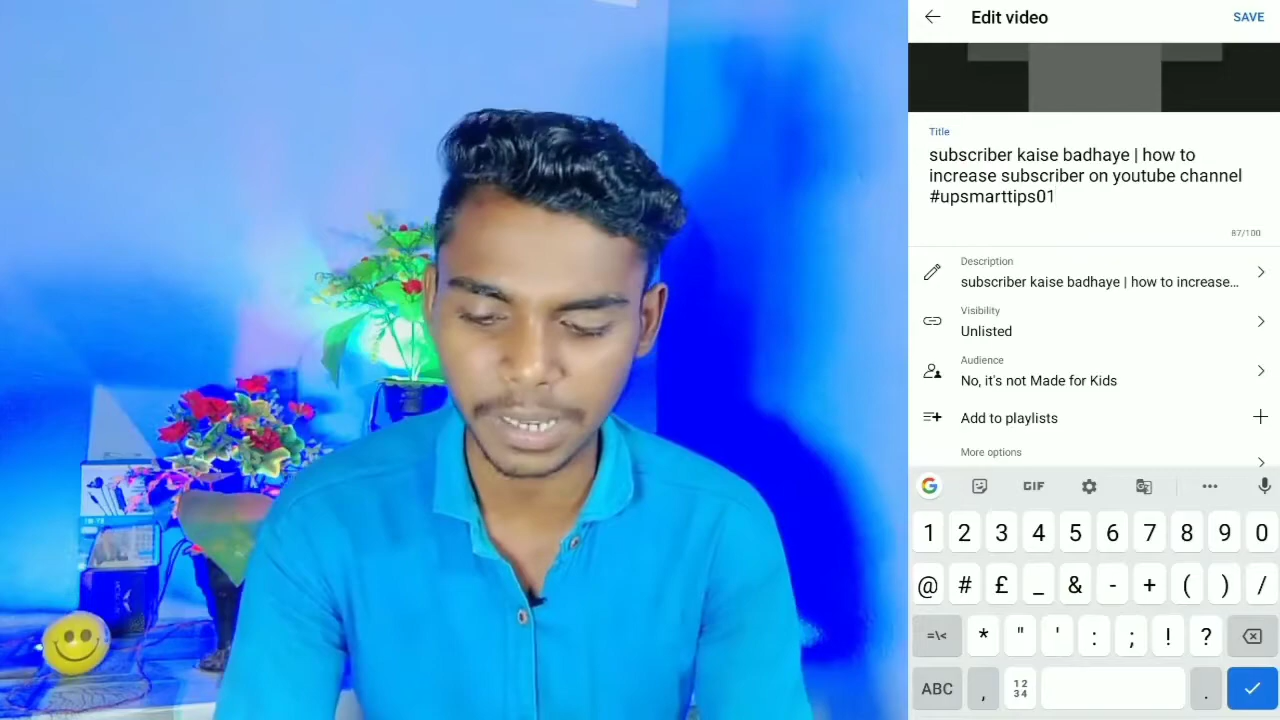 Edit video
SAVE
Title
subscriber kaise badhaye | how to
increase subscriber on youtube channel
#upsmarttips01
87/100
Description
subscriber kaise badhaye | how to increase...
Visibility
Unlisted
Audience
No, it's not Made for Kids
Add to playlists
More options
GIF
1 2 3 4 5 6 7 8 9 0
@ # £ _ & - + ( ) /
=\< * " ' : ; ! ?
ABC , 12 34 .